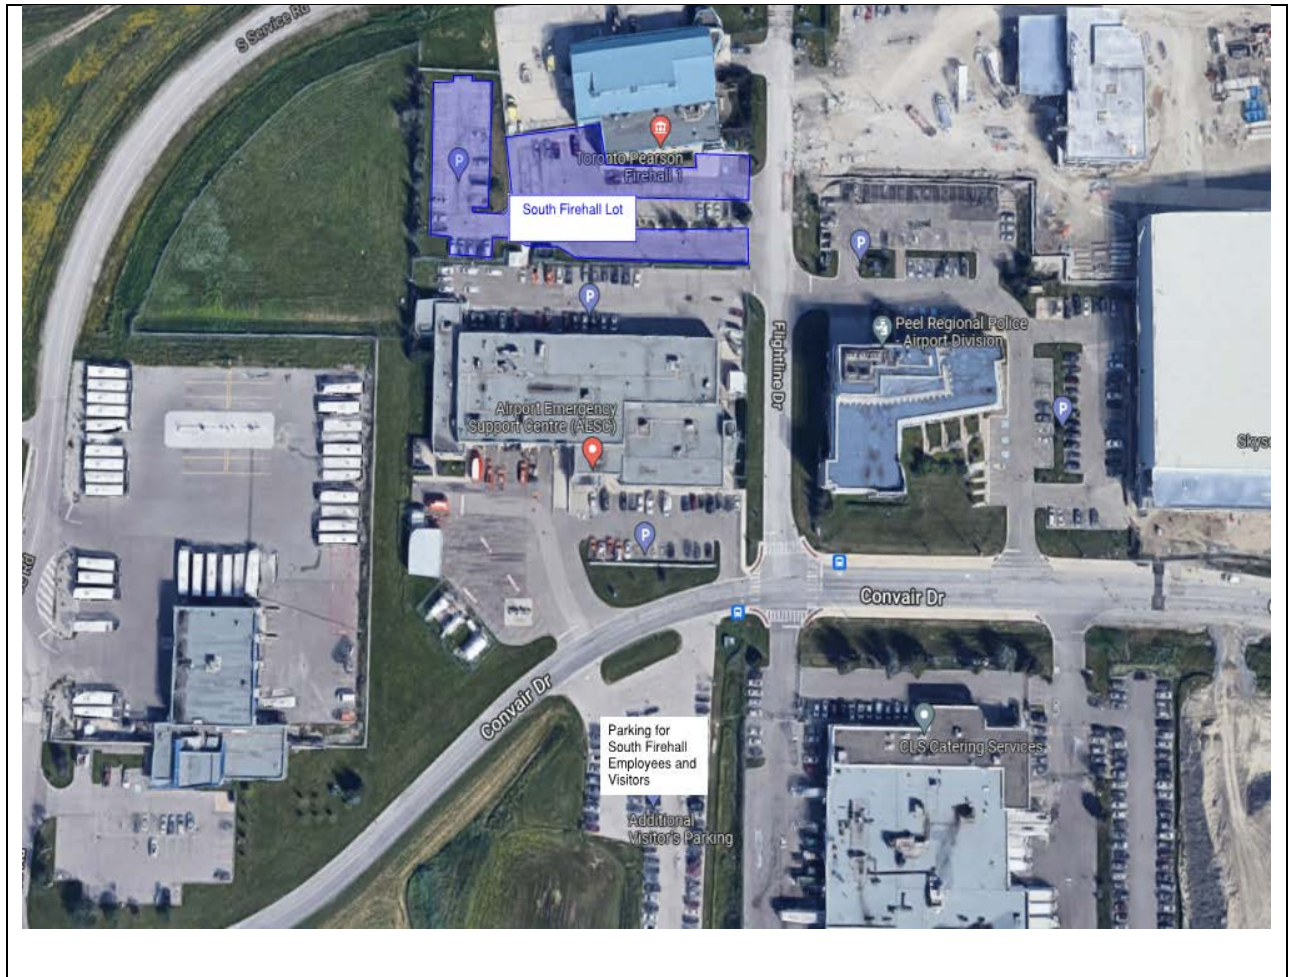 S Service Rd
P
Toronto Pearson
Firehall 1
South Firehall Lot
P
P
Peel Regional Police
- Airport Division
Flightline Dr
Airport Emergency
Support Centre (AESC)
P
P
Convair Dr
Convair Dr
Rd
Parking for
South Firehall
Employees and
Visitors
CLS Catering Services
Additional
Visitor's Parking